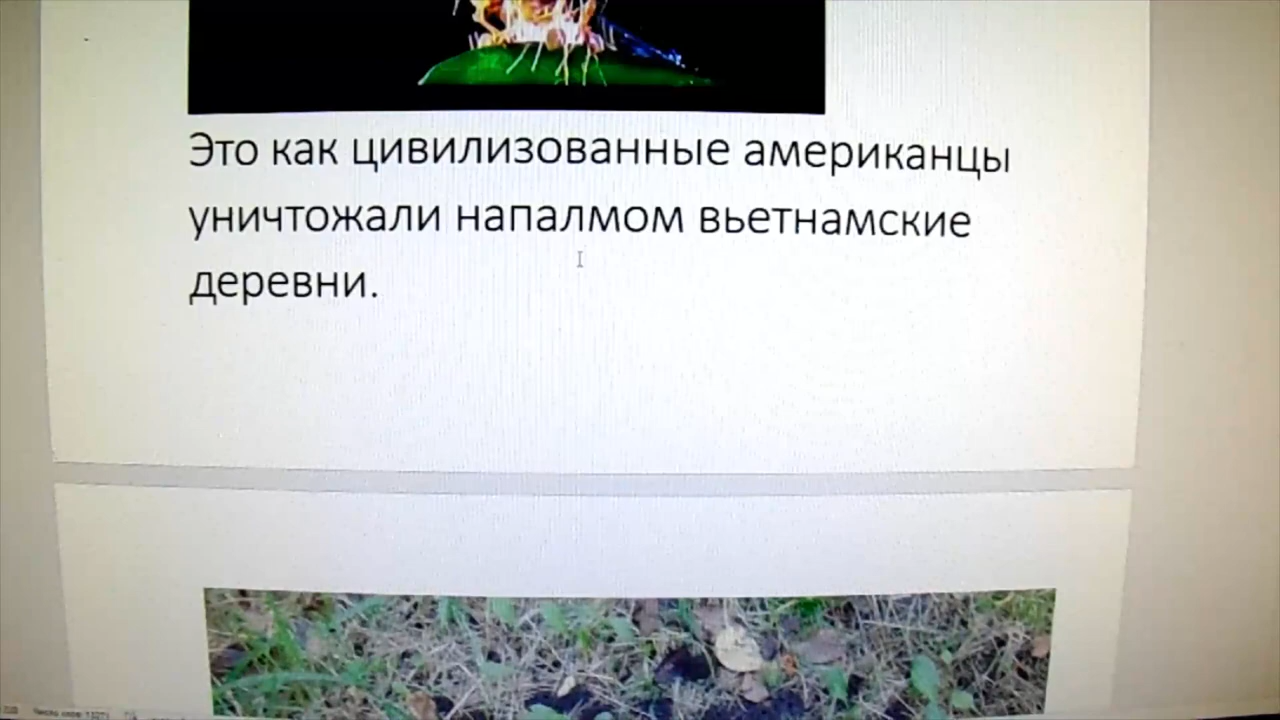 Это как цивилизованные американцы
уничтожали напалмом вьетнамские
деревни.